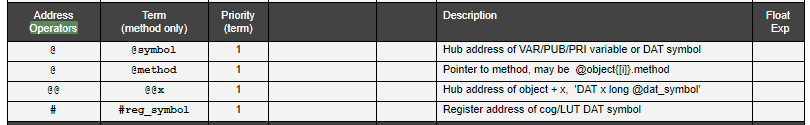 Address Operators Term (method only) Priority (term) Description Float Exp
@ @symbol 1 Hub address of VAR/PUB/PRI variable or DAT symbol
@ @method 1 Pointer to method, may be @object{[i]}.method
@@ @@x 1 Hub address of object + x, 'DAT x long @dat_symbol'
# #reg_symbol 1 Register address of cog/LUT DAT symbol